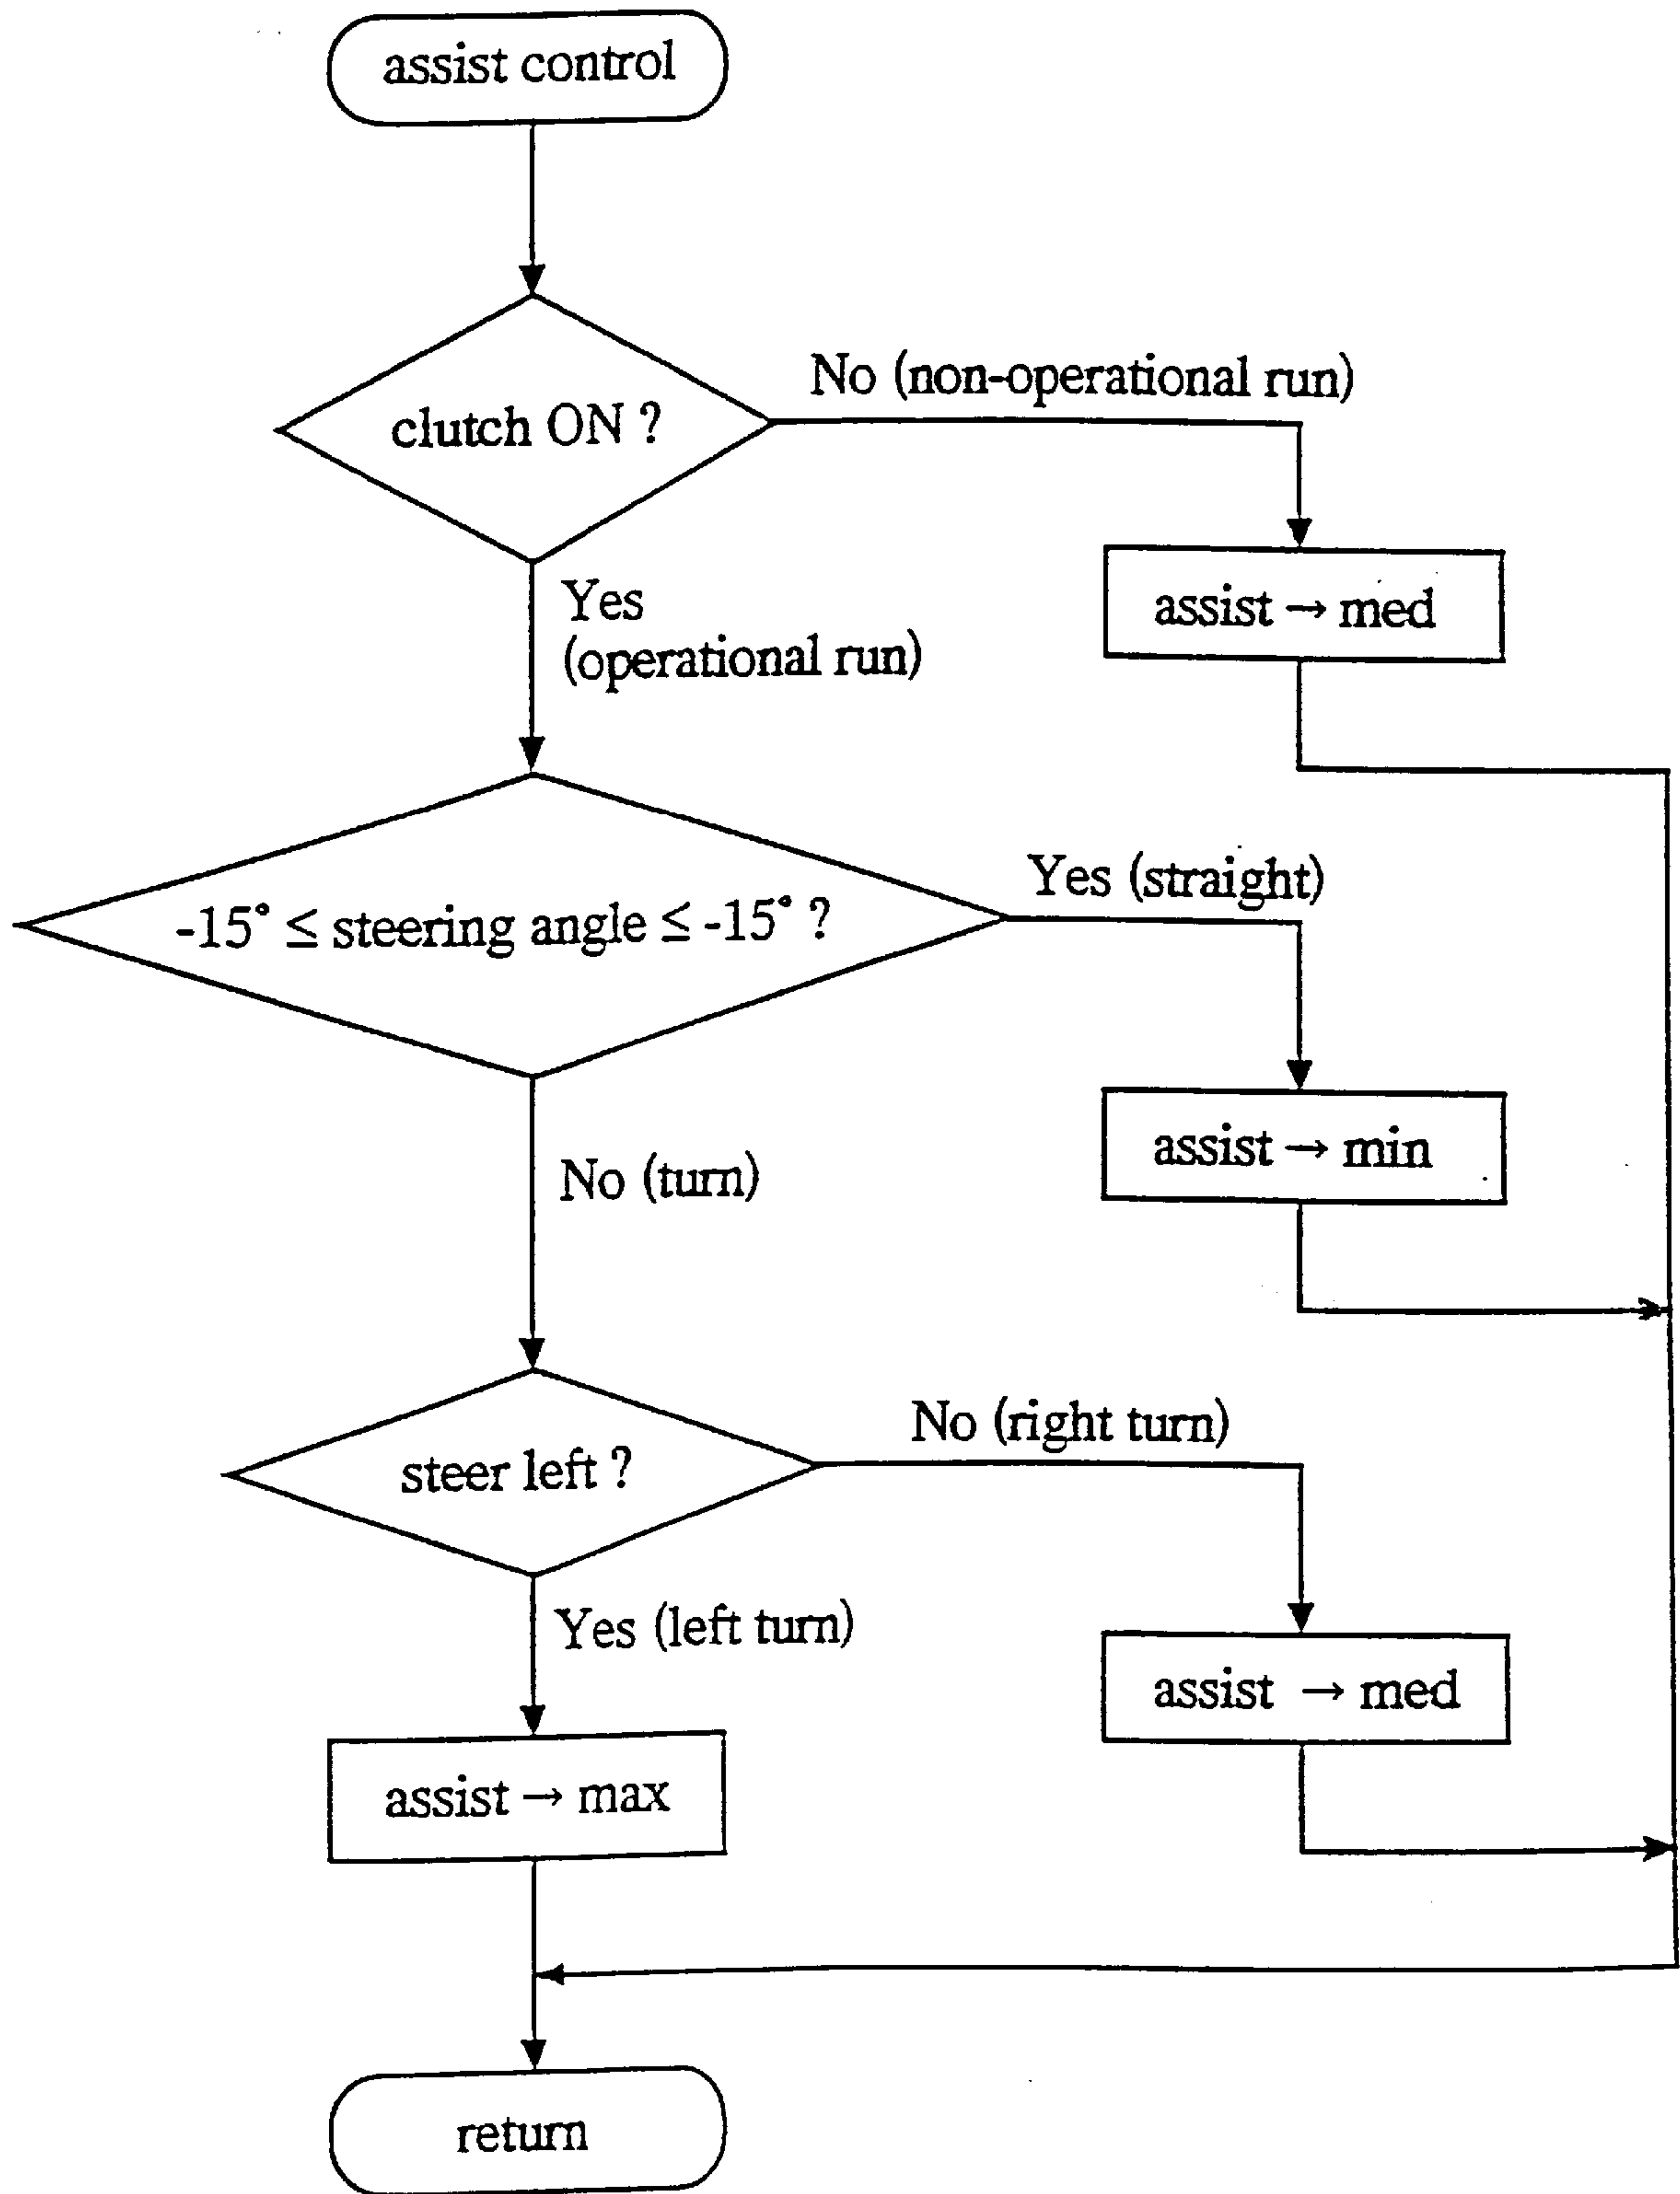 assist control
clutch ON ?
No (non-operational run)
assist → med
Yes
(operational run)
-15° ≤ steering angle ≤ -15° ?
Yes (straight)
assist → min
No (turn)
steer left ?
No (right turn)
assist → med
Yes (left turn)
assist → max
return